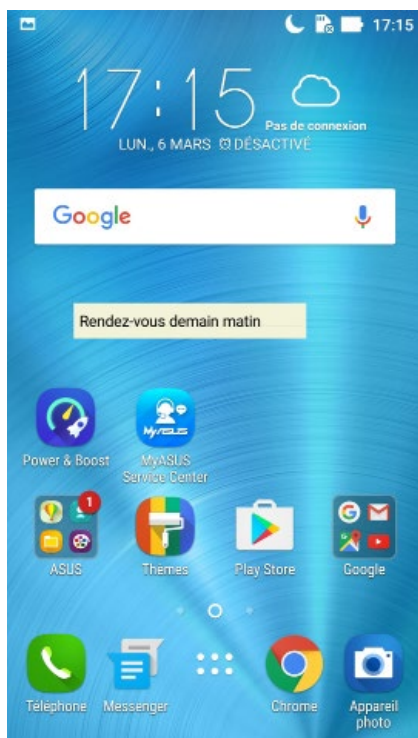 17:15
17:15
Pas de connexion
LUN., 6 MARS DÉSACTIVÉ
Google
Rendez-vous demain matin
MyASUS
Power & Boost
MyASUS
Service Center
1
ASUS
Themes
Play Store
Google
Téléphone
Messenger
Chrome
Appareil
photo